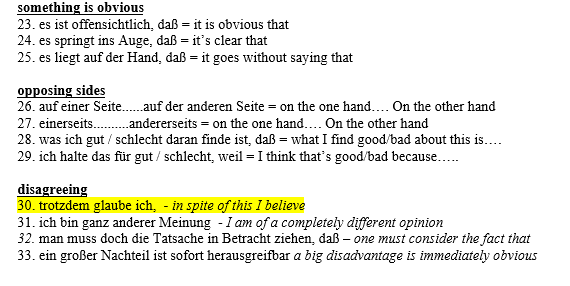 something is obvious
23. es ist offensichtlich, daß = it is obvious that
24. es springt ins Auge, daß = it's clear that
25. es liegt auf der Hand, daß = it goes without saying that
opposing sides
26. auf einer Seite......auf der anderen Seite = on the one hand…. On the other hand
27. einerseits..........andererseits = on the one hand…. On the other hand
28. was ich gut / schlecht daran finde ist, daß = what I find good/bad about this is….
29. ich halte das für gut / schlecht, weil = I think that's good/bad because…..
disagreeing
30. trotzdem glaube ich, - in spite of this I believe
31. ich bin ganz anderer Meinung - I am of a completely different opinion
32. man muss doch die Tatsache in Betracht ziehen, daß – one must consider the fact that
33. ein großer Nachteil ist sofort herausgreifbar a big disadvantage is immediately obvious